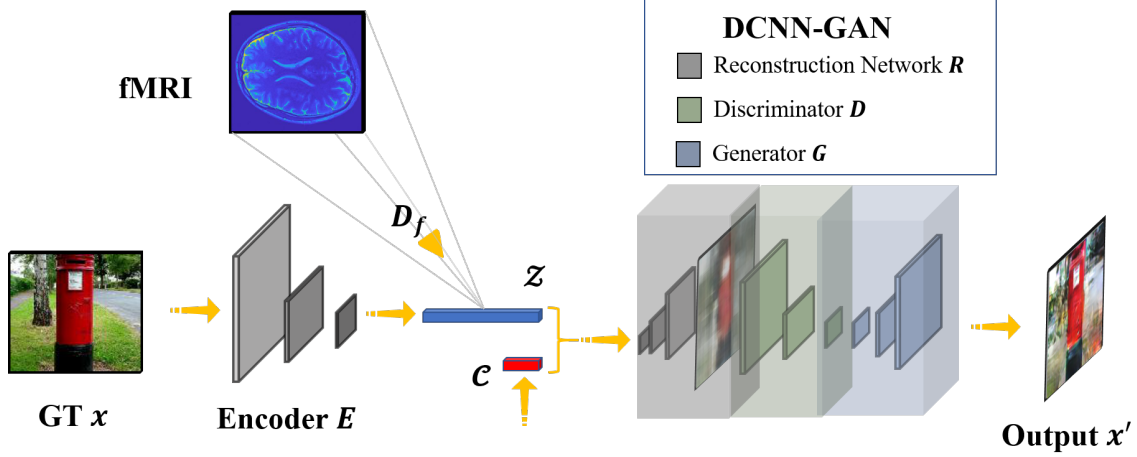 DCNN-GAN
Reconstruction Network R
Discriminator D
Generator G
fMRI
D_f
Z
C
GT x
Encoder E
Output x′